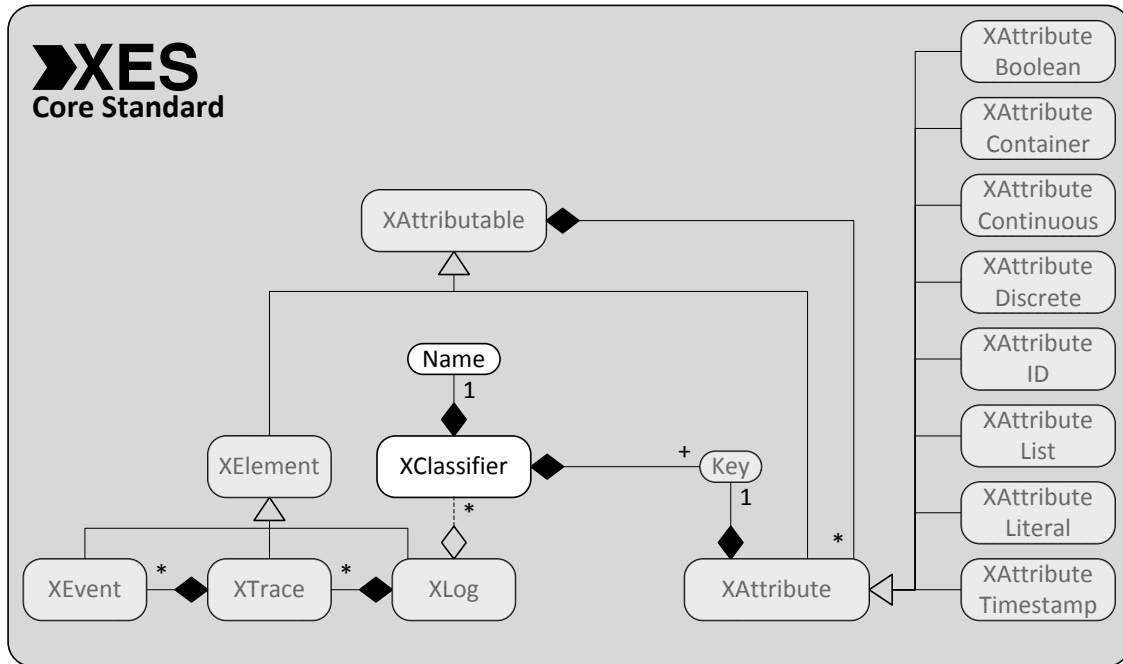 XES
Core Standard
XAttribute
Boolean
XAttribute
Container
XAttribute
Continuous
XAttributable
XAttribute
Discrete
Name
1
XAttribute
ID
XElement
XClassifier
+
Key
1
XAttribute
List
*
XAttribute
Literal
*
XEvent
*
XTrace
*
XLog
XAttribute
XAttribute
Timestamp